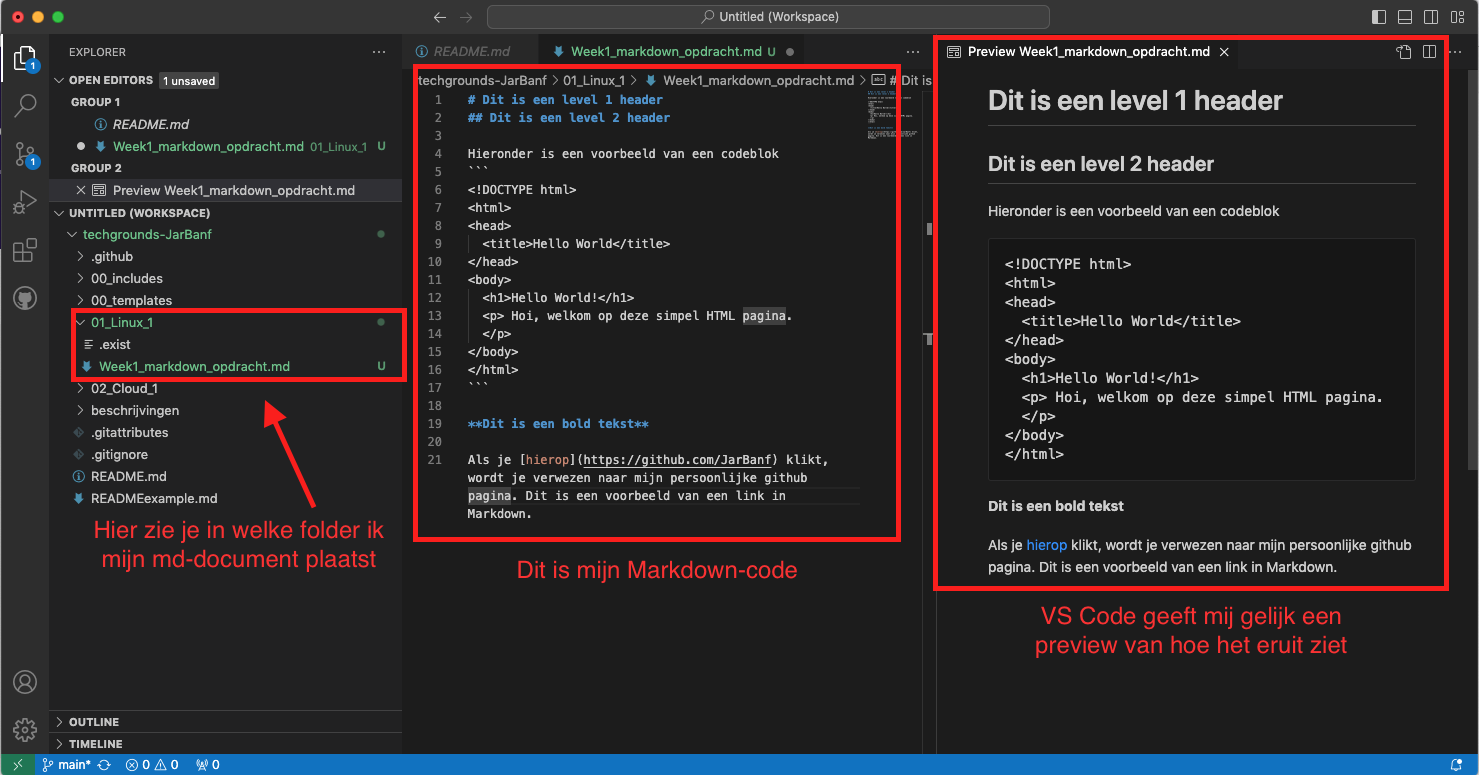 Untitled (Workspace)
EXPLORER
OPEN EDITORS 1 unsaved
GROUP 1
README.md
Week1_markdown_opdracht.md 01_Linux_1 U
GROUP 2
Preview Week1_markdown_opdracht.md
UNTITLED (WORKSPACE)
techgrounds-JarBanf
.github
00_includes
00_templates
01_Linux_1
.exist
Week1_markdown_opdracht.md U
02_Cloud_1
beschrijvingen
.gitattributes
.gitignore
README.md
READMEexample.md
Hier zie je in welke folder ik
mijn md-document plaatst
OUTLINE
TIMELINE
1
1
README.md
Week1_markdown_opdracht.md U
techgrounds-JarBanf > 01_Linux_1 > Week1_markdown_opdracht.md > abc # Dit is
1 # Dit is een level 1 header
2 ## Dit is een level 2 header
3
4 Hieronder is een voorbeeld van een codeblok
5 ```
6 <!DOCTYPE html>
7 <html>
8 <head>
9   <title>Hello World</title>
10 </head>
11 <body>
12   <h1>Hello World!</h1>
13   <p> Hoi, welkom op deze simpel HTML pagina.
14   </p>
15 </body>
16 </html>
17 ```
18
19 **Dit is een bold tekst**
20
21 Als je [hierop](https://github.com/JarBanf) klikt,
wordt je verwezen naar mijn persoonlijke github
pagina. Dit is een voorbeeld van een link in
Markdown.
Dit is mijn Markdown-code
Preview Week1_markdown_opdracht.md
Dit is een level 1 header
Dit is een level 2 header
Hieronder is een voorbeeld van een codeblok
<!DOCTYPE html>
<html>
<head>
  <title>Hello World</title>
</head>
<body>
  <h1>Hello World!</h1>
  <p> Hoi, welkom op deze simpel HTML pagina.
  </p>
</body>
</html>
Dit is een bold tekst
Als je hierop klikt, wordt je verwezen naar mijn persoonlijke github
pagina. Dit is een voorbeeld van een link in Markdown.
VS Code geeft mij gelijk een
preview van hoe het eruit ziet
main* 0 0 0